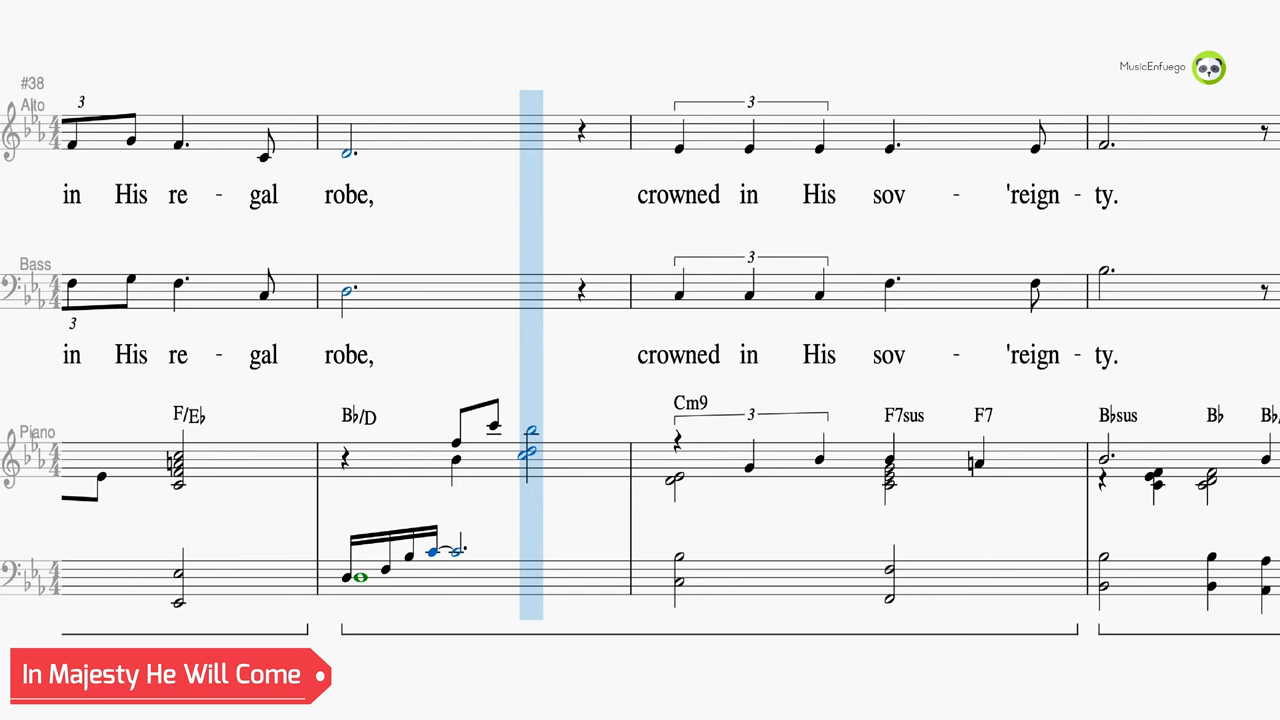 MusicEnfuego
#38
Alto
3
3
in His re - gal robe, crowned in His sov - 'reign - ty.
Bass
3
3
in His re - gal robe, crowned in His sov - 'reign - ty.
F/E♭ B♭/D Cm9 F7sus F7 B♭sus B♭ B♭/
3
Piano
In Majesty He Will Come